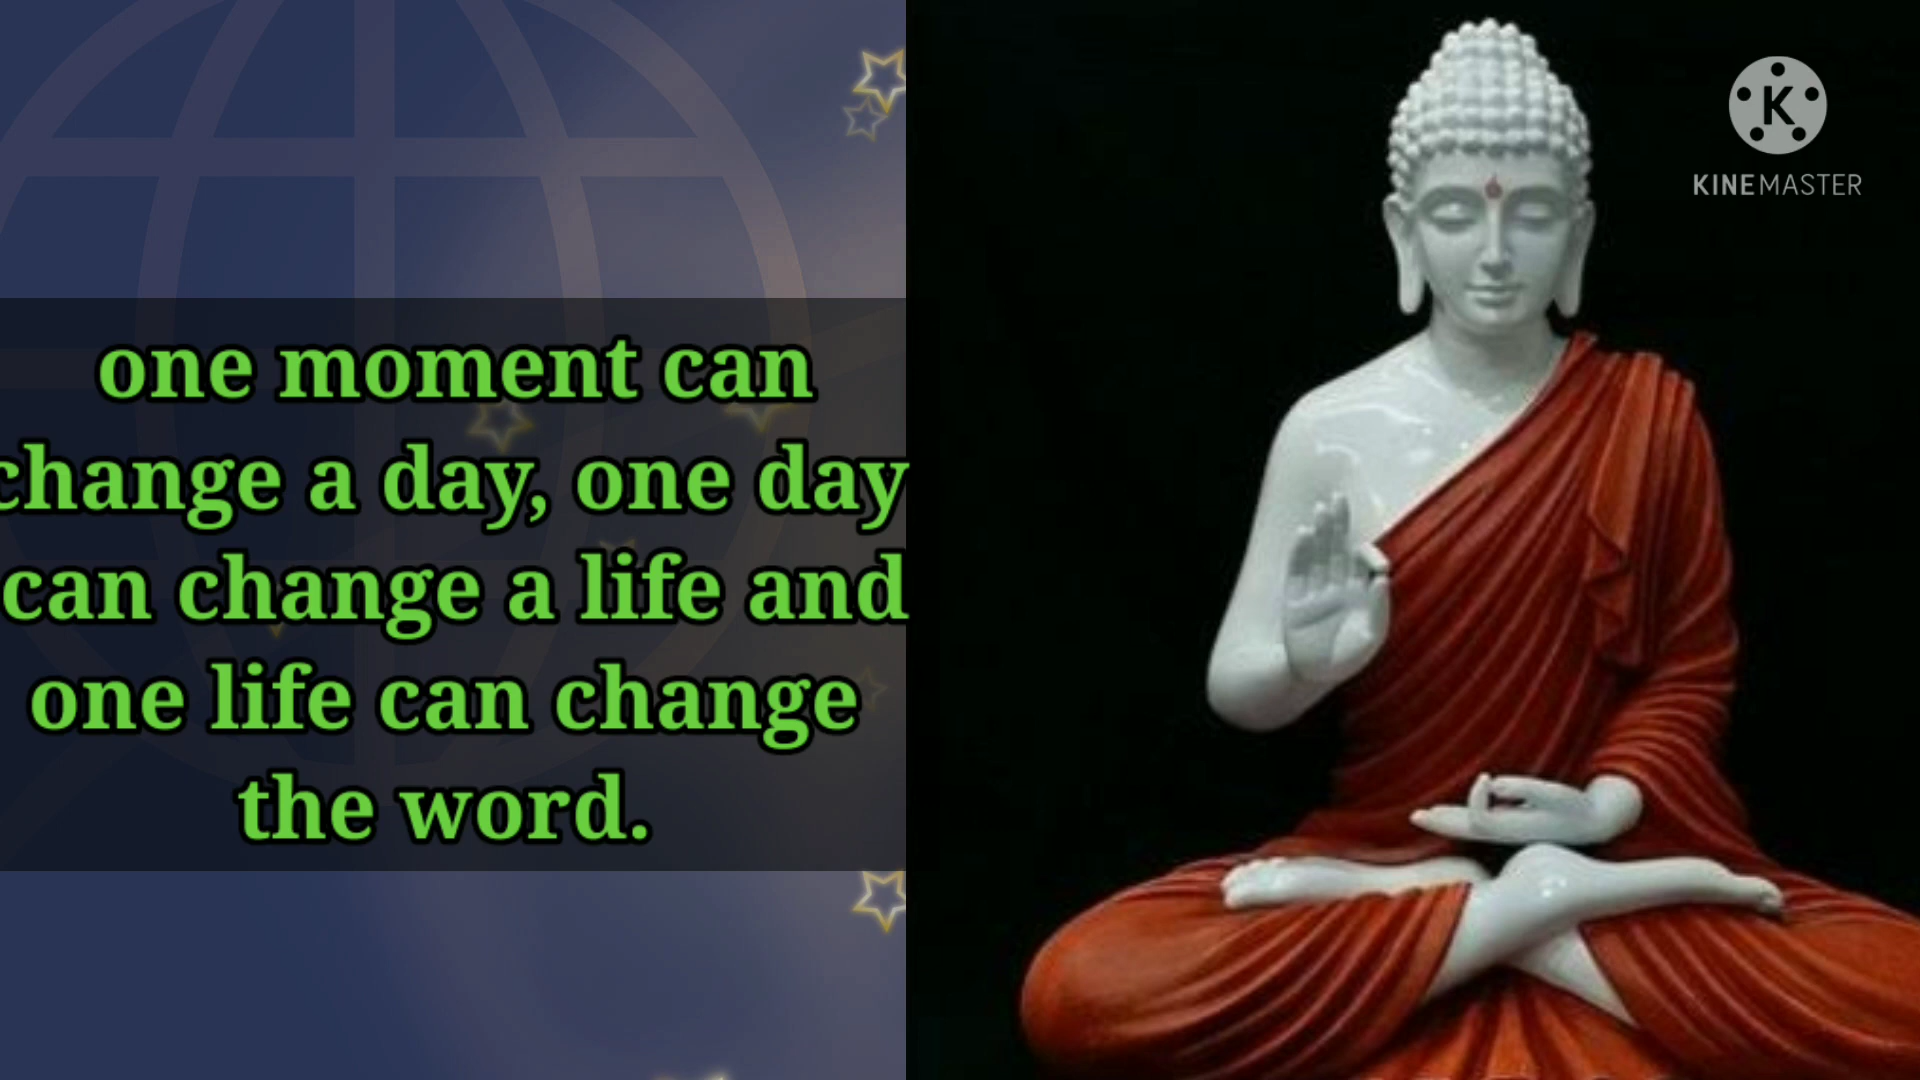 one moment can
change a day, one day
can change a life and
one life can change
the word.
K
KINEMASTER